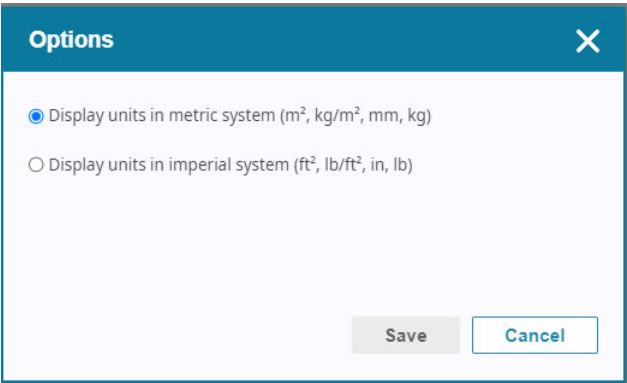 Options
Display units in metric system (m², kg/m², mm, kg)
Display units in imperial system (ft², lb/ft², in, lb)
Save Cancel